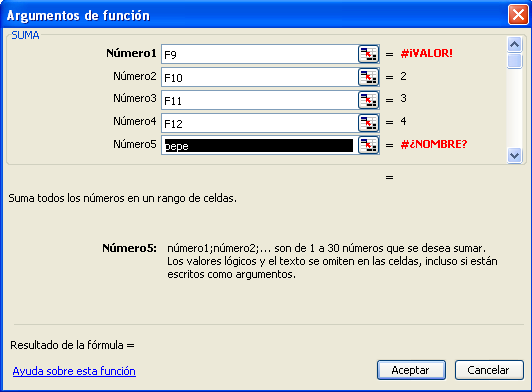 Argumentos de función
SUMA
Número1 F9 = #¡VALOR!
Número2 F10 = 2
Número3 F11 = 3
Número4 F12 = 4
Número5 pepe = #¿NOMBRE?
=
Suma todos los números en un rango de celdas.
Número5: número1;número2;... son de 1 a 30 números que se desea sumar.
Los valores lógicos y el texto se omiten en las celdas, incluso si están
escritos como argumentos.
Resultado de la fórmula =
Ayuda sobre esta función
Aceptar Cancelar